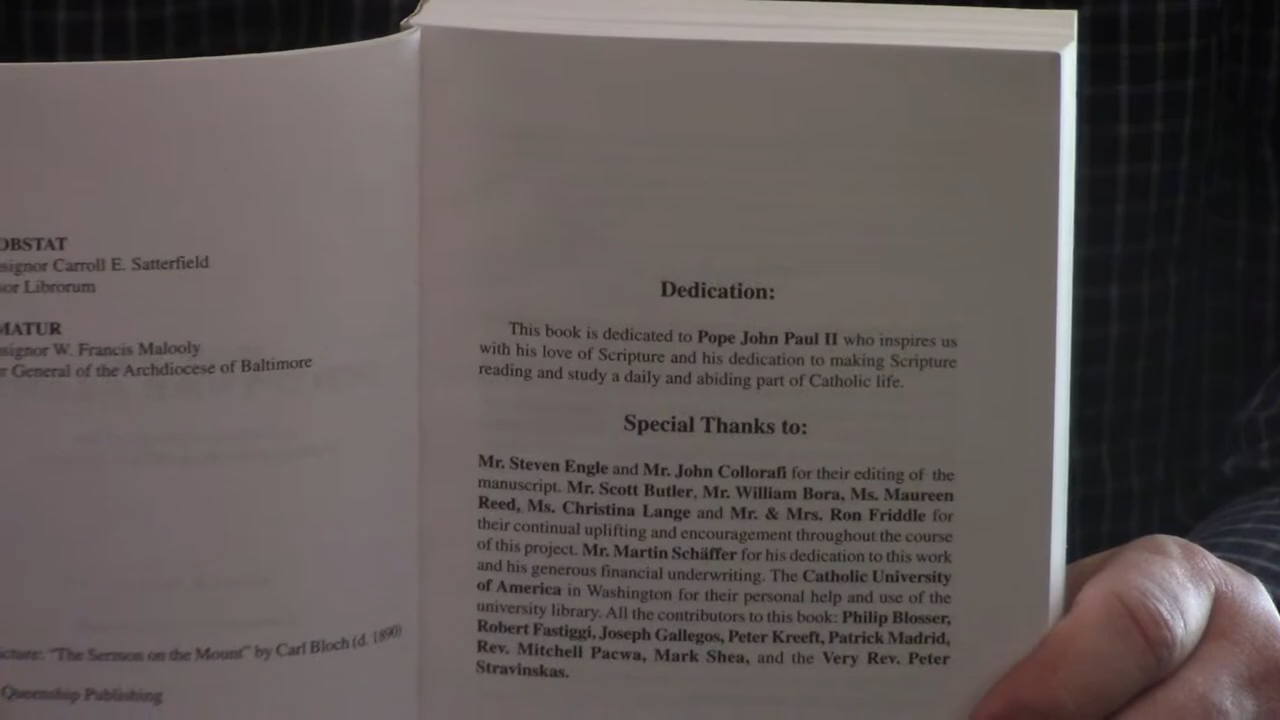 OBSTAT
signor Carroll E. Satterfield
sor Librorum
MATUR
signor W. Francis Malooly
r General of the Archdiocese of Baltimore
icture: "The Sermon on the Mount" by Carl Bloch (d. 1890)
Queenship Publishing
Dedication:
This book is dedicated to Pope John Paul II who inspires us
with his love of Scripture and his dedication to making Scripture
reading and study a daily and abiding part of Catholic life.
Special Thanks to:
Mr. Steven Engle and Mr. John Collorafi for their editing of the
manuscript. Mr. Scott Butler, Mr. William Bora, Ms. Maureen
Reed, Ms. Christina Lange and Mr. & Mrs. Ron Friddle for
their continual uplifting and encouragement throughout the course
of this project. Mr. Martin Schäffer for his dedication to this work
and his generous financial underwriting. The Catholic University
of America in Washington for their personal help and use of the
university library. All the contributors to this book: Philip Blosser,
Robert Fastiggi, Joseph Gallegos, Peter Kreeft, Patrick Madrid,
Rev. Mitchell Pacwa, Mark Shea, and the Very Rev. Peter
Stravinskas.